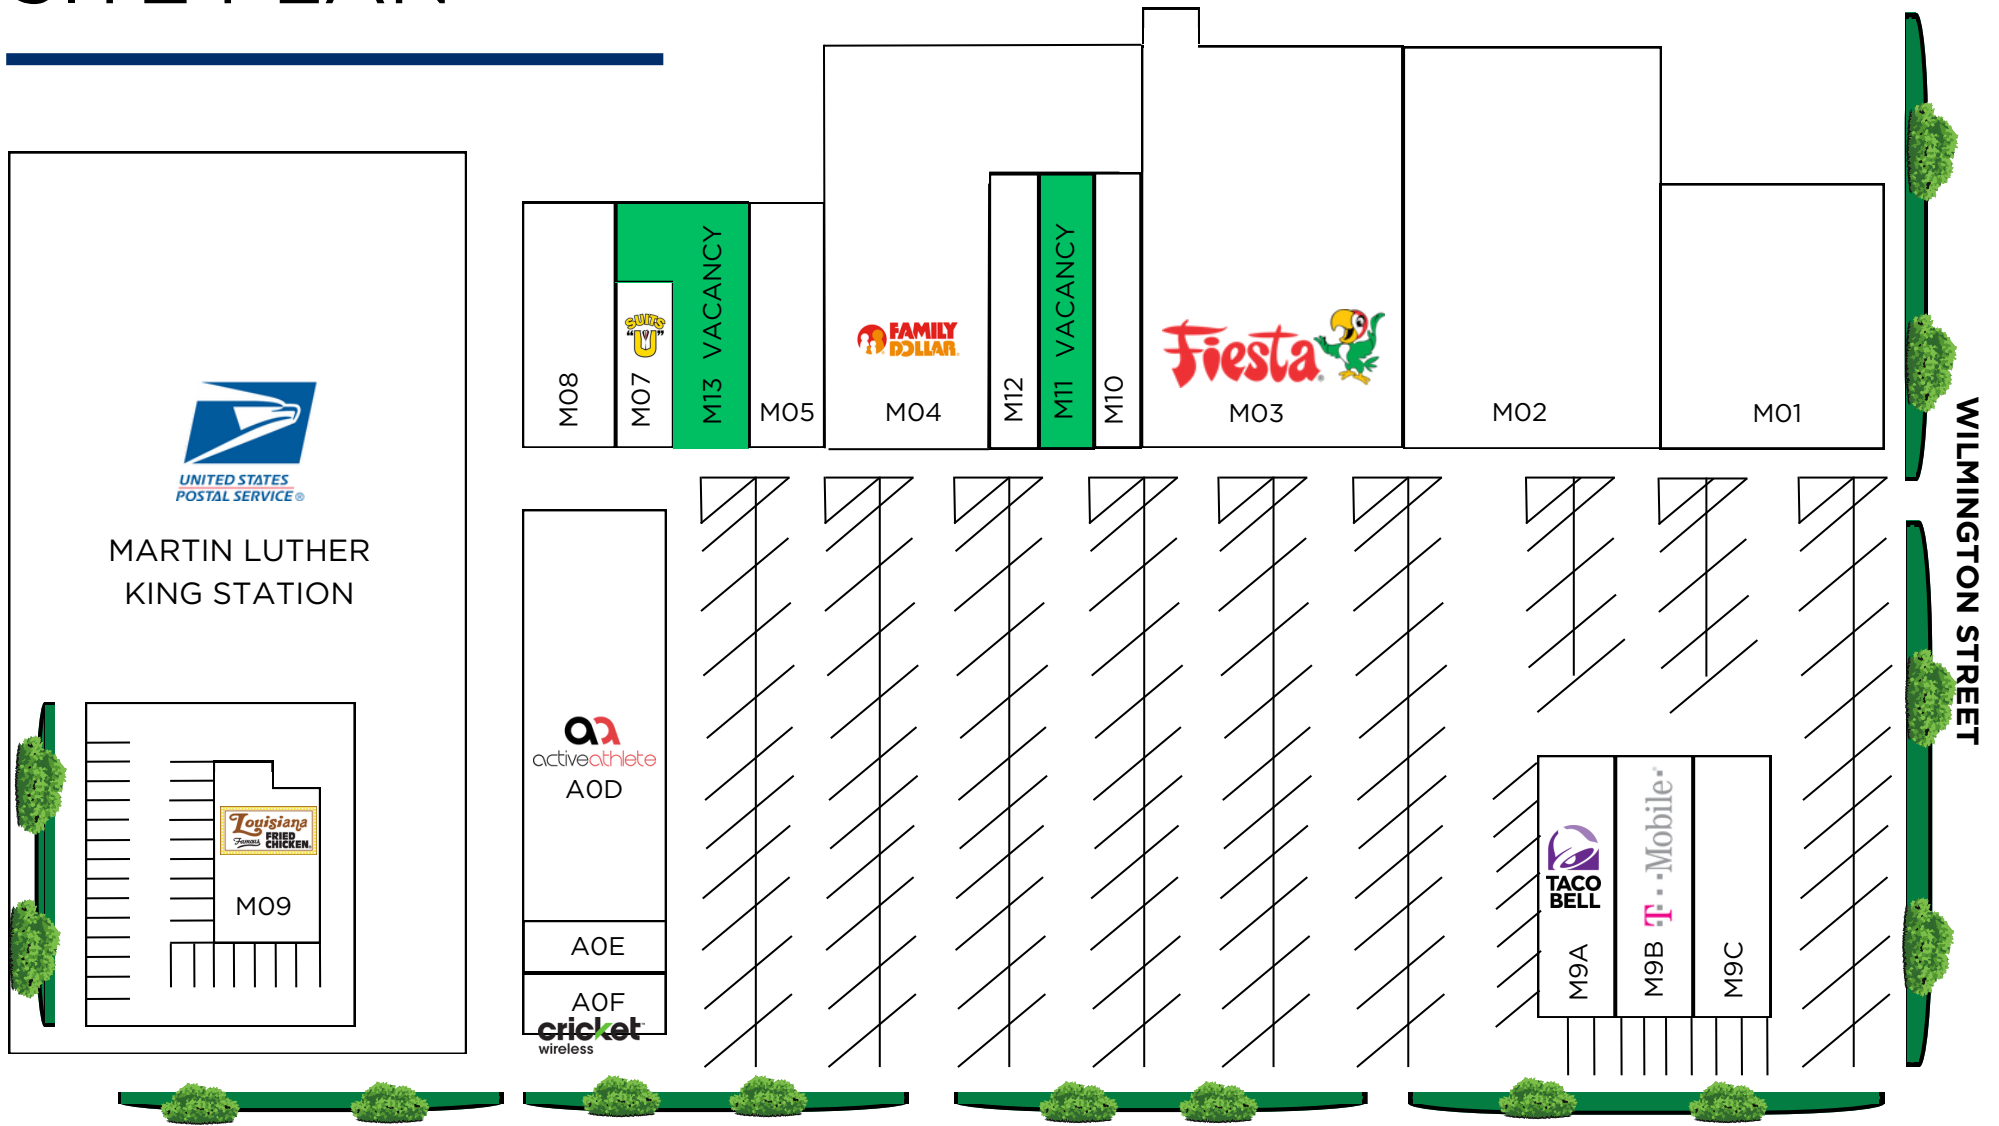 SITE PLAN
UNITED STATES
POSTAL SERVICE ®
MARTIN LUTHER
KING STATION
Louisiana
Famous FRIED
CHICKEN
M09
M08
SUITS
"U"
M07
M13 VACANCY
M05
FAMILY
DOLLAR
M04
M12
M11 VACANCY
M10
Fiesta
M03
M02
M01
WILMINGTON STREET
activeathlete
A0D
A0E
A0F
cricket
wireless
TACO
BELL
M9A
T·Mobile·
M9B
M9C